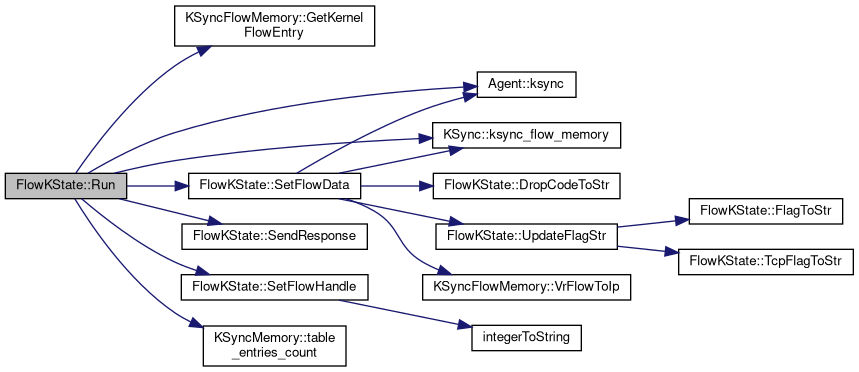 KSyncFlowMemory::GetKernel
FlowEntry
Agent::ksync
KSync::ksync_flow_memory
FlowKState::Run
FlowKState::SetFlowData
FlowKState::DropCodeToStr
FlowKState::FlagToStr
FlowKState::SendResponse
FlowKState::UpdateFlagStr
FlowKState::TcpFlagToStr
FlowKState::SetFlowHandle
KSyncFlowMemory::VrFlowToIp
KSyncMemory::table
_entries_count
integerToString